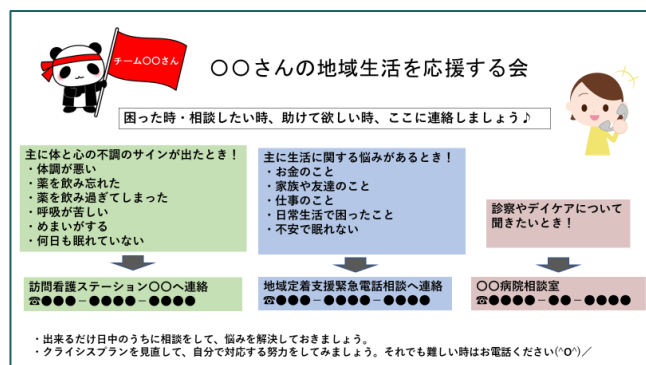 チーム〇〇さん
〇〇さんの地域生活を応援する会
困った時・相談したい時、助けて欲しい時、ここに連絡しましょう♪
主に体と心の不調のサインが出たとき！
・体調が悪い
・薬を飲み忘れた
・薬を飲み過ぎてしまった
・呼吸が苦しい
・めまいがする
・何日も眠れていない
訪問看護ステーション〇〇へ連絡
☎●●●－●●●●－●●●●
主に生活に関する悩みがあるとき！
・お金のこと
・家族や友達のこと
・仕事のこと
・日常生活で困ったこと
・不安で眠れない
地域定着支援緊急電話相談へ連絡
☎●●●－●●●●－●●●●
診察やデイケアについて
聞きたいとき！
〇〇病院相談室
☎●●●●－●●－●●●●
・出来るだけ日中のうちに相談をして、悩みを解決しておきましょう。
・クライシスプランを見直して、自分で対応する努力をしてみましょう。それでも難しい時はお電話ください(^O^)／